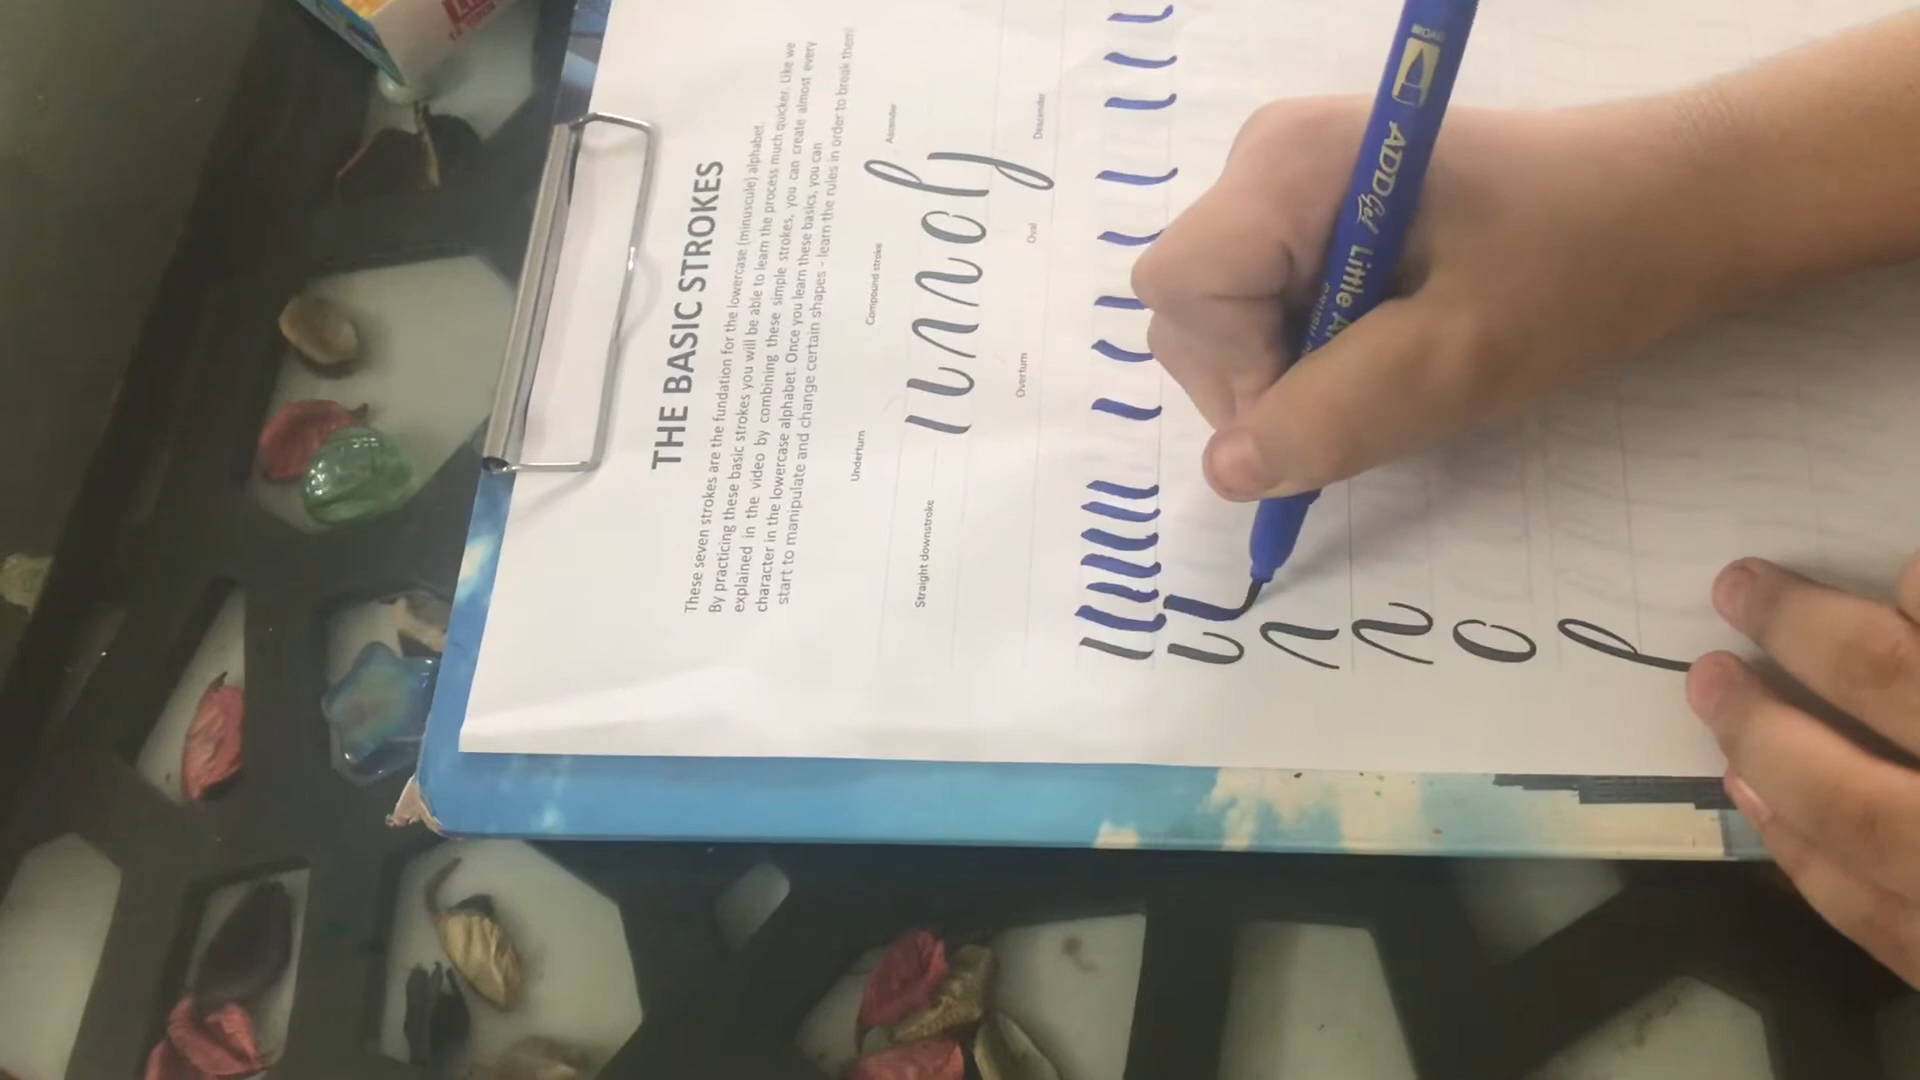 THE BASIC STROKES
These seven strokes are the fundation for the lowercase (minuscule) alphabet.
By practicing these basic strokes you will be able to learn the process much quicker. Like we
explained in the video by combining these simple strokes, you can create almost every
character in the lowercase alphabet. Once you learn these basics, you can
start to manipulate and change certain shapes - learn the rules in order to break them!
Underturn
Compound stroke
Ascender
Straight downstroke
Overturn
Oval
Descender
ADD Gel Little